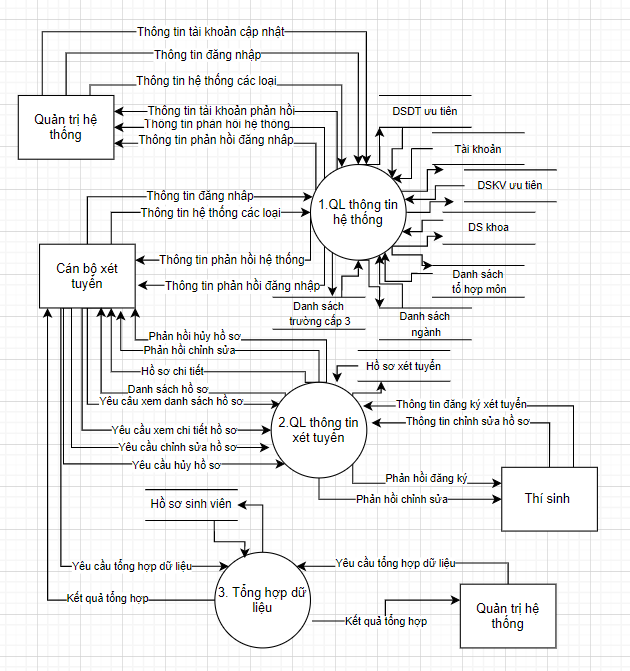 Thông tin tài khoản cập nhật
Thông tin đăng nhập
Thông tin hệ thống các loại
Quản trị hệ
thống
Thông tin tài khoản phản hồi
Thông tin phản hồi hệ thống
Thông tin phản hồi đăng nhập
DSDT ưu tiên
Tài khoản
DSKV ưu tiên
DS khoa
Danh sách
tổ hợp môn
Danh sách
ngành
Danh sách
trường cấp 3
1.QL thông tin
hệ thống
Thông tin đăng nhập
Thông tin hệ thống các loại
Thông tin phản hồi hệ thống
Thông tin phản hồi đăng nhập
Cán bộ xét
tuyển
Phản hồi hủy hồ sơ
Phản hồi chỉnh sửa
Hồ sơ chi tiết
Danh sách hồ sơ
Yêu cầu xem danh sách hồ sơ
Yêu cầu xem chi tiết hồ sơ
Yêu cầu chỉnh sửa hồ sơ
Yêu cầu hủy hồ sơ
Hồ sơ xét tuyển
2.QL thông tin
xét tuyển
Thông tin đăng ký xét tuyển
Thông tin chỉnh sửa hồ sơ
Phản hồi đăng ký
Phản hồi chỉnh sửa
Thí sinh
Hồ sơ sinh viên
Yêu cầu tổng hợp dữ liệu
Kết quả tổng hợp
3. Tổng hợp dữ
liệu
Yêu cầu tổng hợp dữ liệu
Kết quả tổng hợp
Quản trị hệ
thống